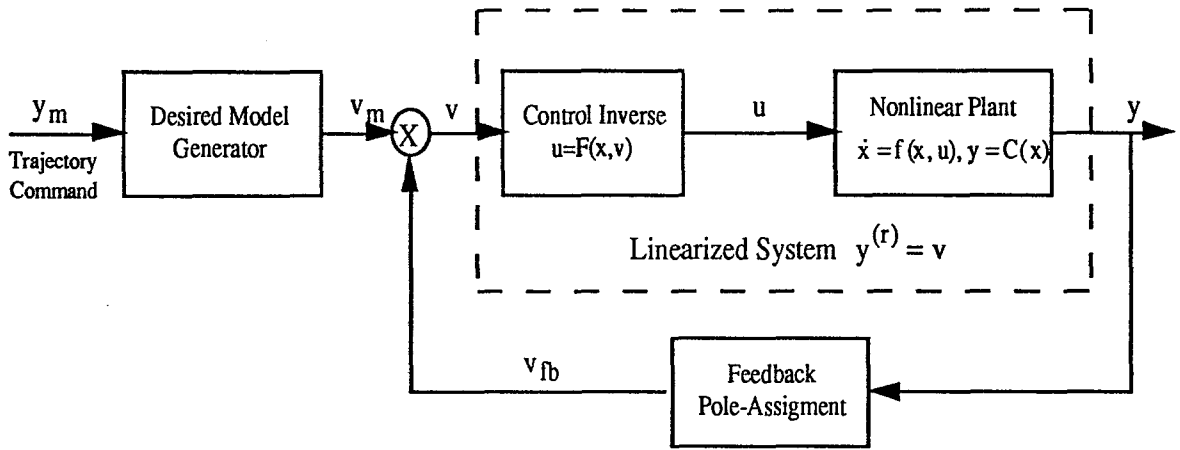 y_m
Trajectory
Command
Desired Model
Generator
v_m
X
v
Control Inverse
u=F(x,v)
u
Nonlinear Plant
ẋ = f(x, u), y = C(x)
y
Linearized System y^(r) = v
v_fb
Feedback
Pole-Assigment